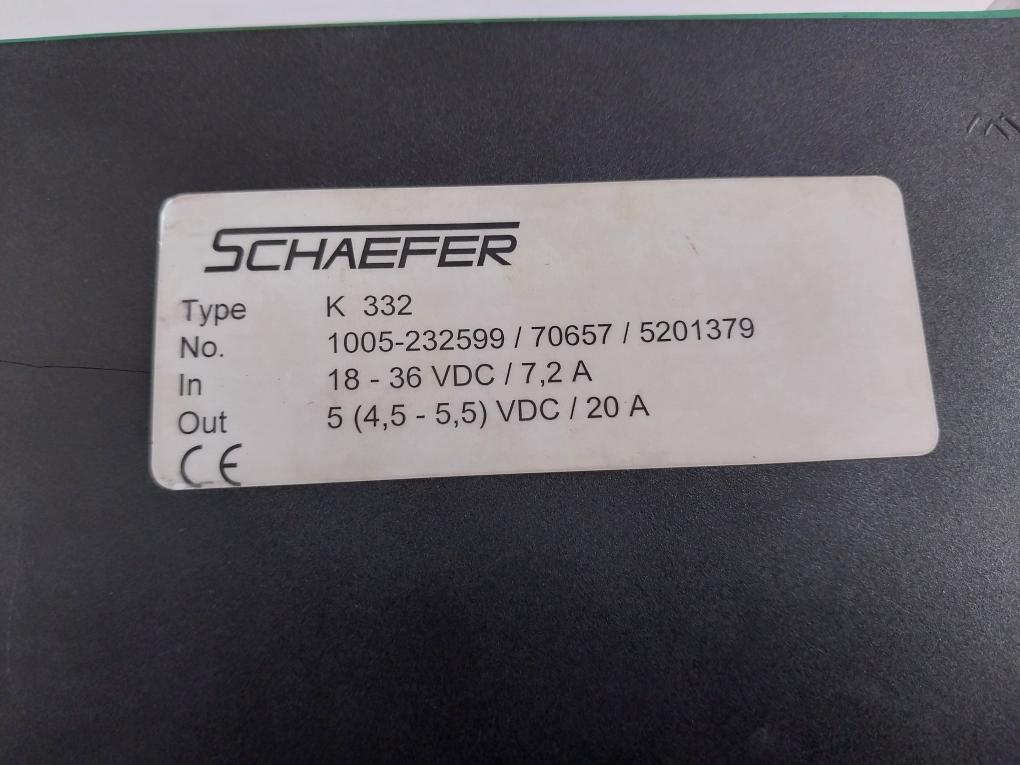 SCHAEFER
Type K 332
No. 1005-232599 / 70657 / 5201379
In 18 - 36 VDC / 7,2 A
Out 5 (4,5 - 5,5) VDC / 20 A
CE